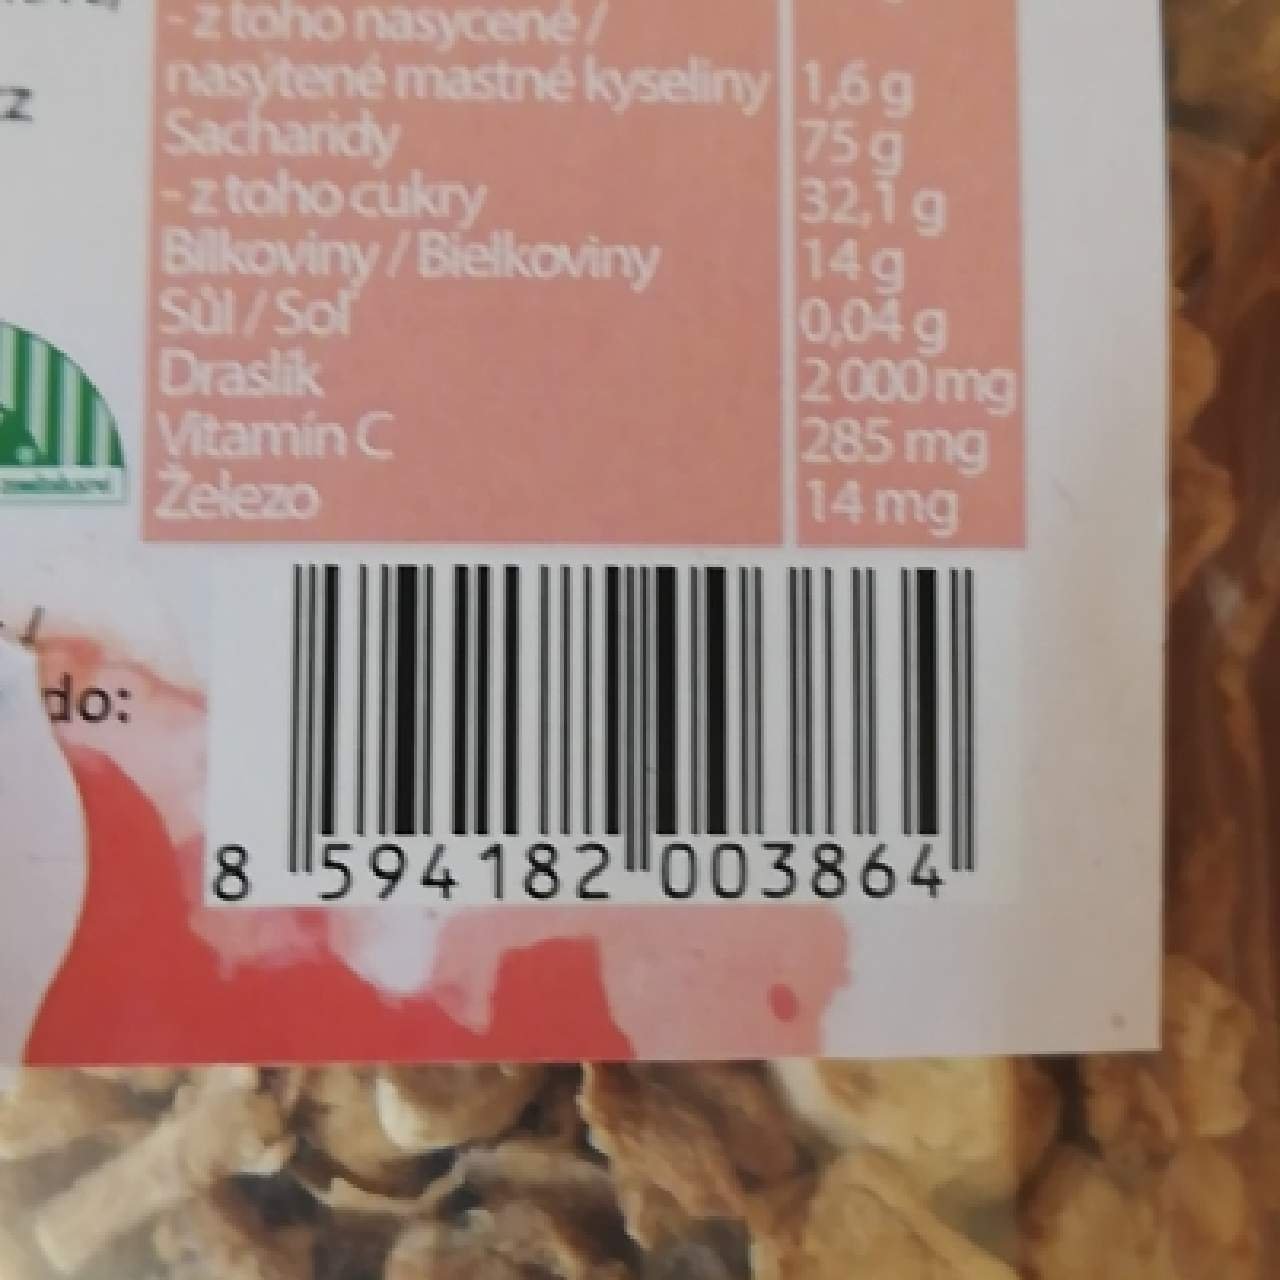 - z toho nasycené /
nasýtené mastné kyseliny 1,6 g
Sacharidy 75 g
- z toho cukry 32,1 g
Bílkoviny / Bielkoviny 14 g
Sůl / Soľ 0,04 g
Draslík 2 000 mg
Vitamín C 285 mg
Železo 14 mg
cz
do:
8 594182 003864